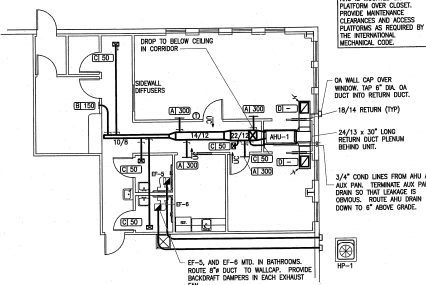 PLATFORM OVER CLOSET.
PROVIDE MAINTENANCE
CLEARANCES AND ACCESS
PLATFORMS AS REQUIRED BY
THE INTERNATIONAL
MECHANICAL CODE.
DROP TO BELOW CEILING
IN CORRIDOR
C 50
SIDEWALL
DIFFUSERS
OA WALL CAP OVER
WINDOW. TAP 6" DIA. OA
DUCT INTO RETURN DUCT.
B 150
A 300
A 300
D -
18/14 RETURN (TYP)
10/8
14/12
22/12
AHU-1
24/13 x 30" LONG
RETURN DUCT PLENUM
BEHIND UNIT.
C 50
C 50
D -
A 300
A 300
C 50
EF-5
3/4" COND LINES FROM AHU
AUX PAN. TERMINATE AUX
DRAIN SO THAT LEAKAGE IS
OBVIOUS. ROUTE AHU DRAIN
DOWN TO 6" ABOVE GRADE.
EF-6
C 50
EF-5, AND EF-6 MTD. IN BATHROOMS.
ROUTE 8"ø DUCT TO WALLCAP. PROVIDE
BACKDRAFT DAMPERS IN EACH EXHAUST
HP-1